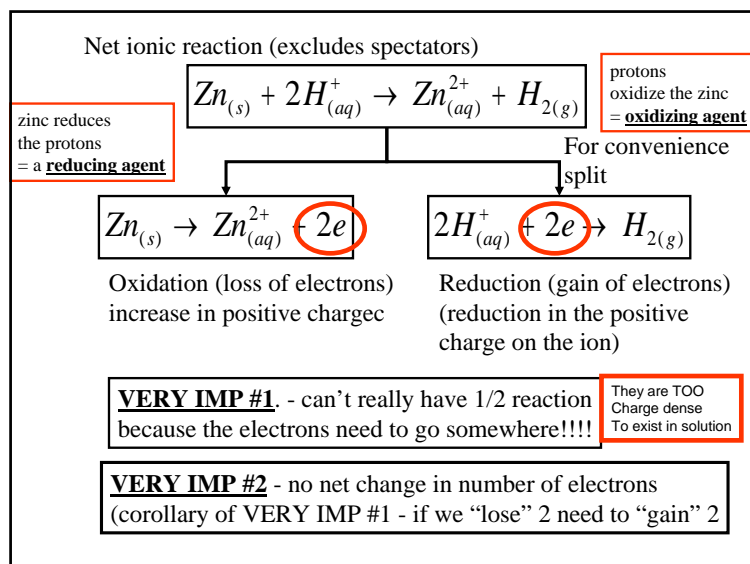 Net ionic reaction (excludes spectators)
Zn(s) + 2H⁺(aq) → Zn²⁺(aq) + H₂(g)
protons
oxidize the zinc
= oxidizing agent
zinc reduces
the protons
= a reducing agent
For convenience
split
Zn(s) → Zn²⁺(aq) + 2e
2H⁺(aq) + 2e → H₂(g)
Oxidation (loss of electrons)
increase in positive chargec
Reduction (gain of electrons)
(reduction in the positive
charge on the ion)
VERY IMP #1. - can’t really have 1/2 reaction
because the electrons need to go somewhere!!!!
They are TOO
Charge dense
To exist in solution
VERY IMP #2 - no net change in number of electrons
(corollary of VERY IMP #1 - if we “lose” 2 need to “gain” 2